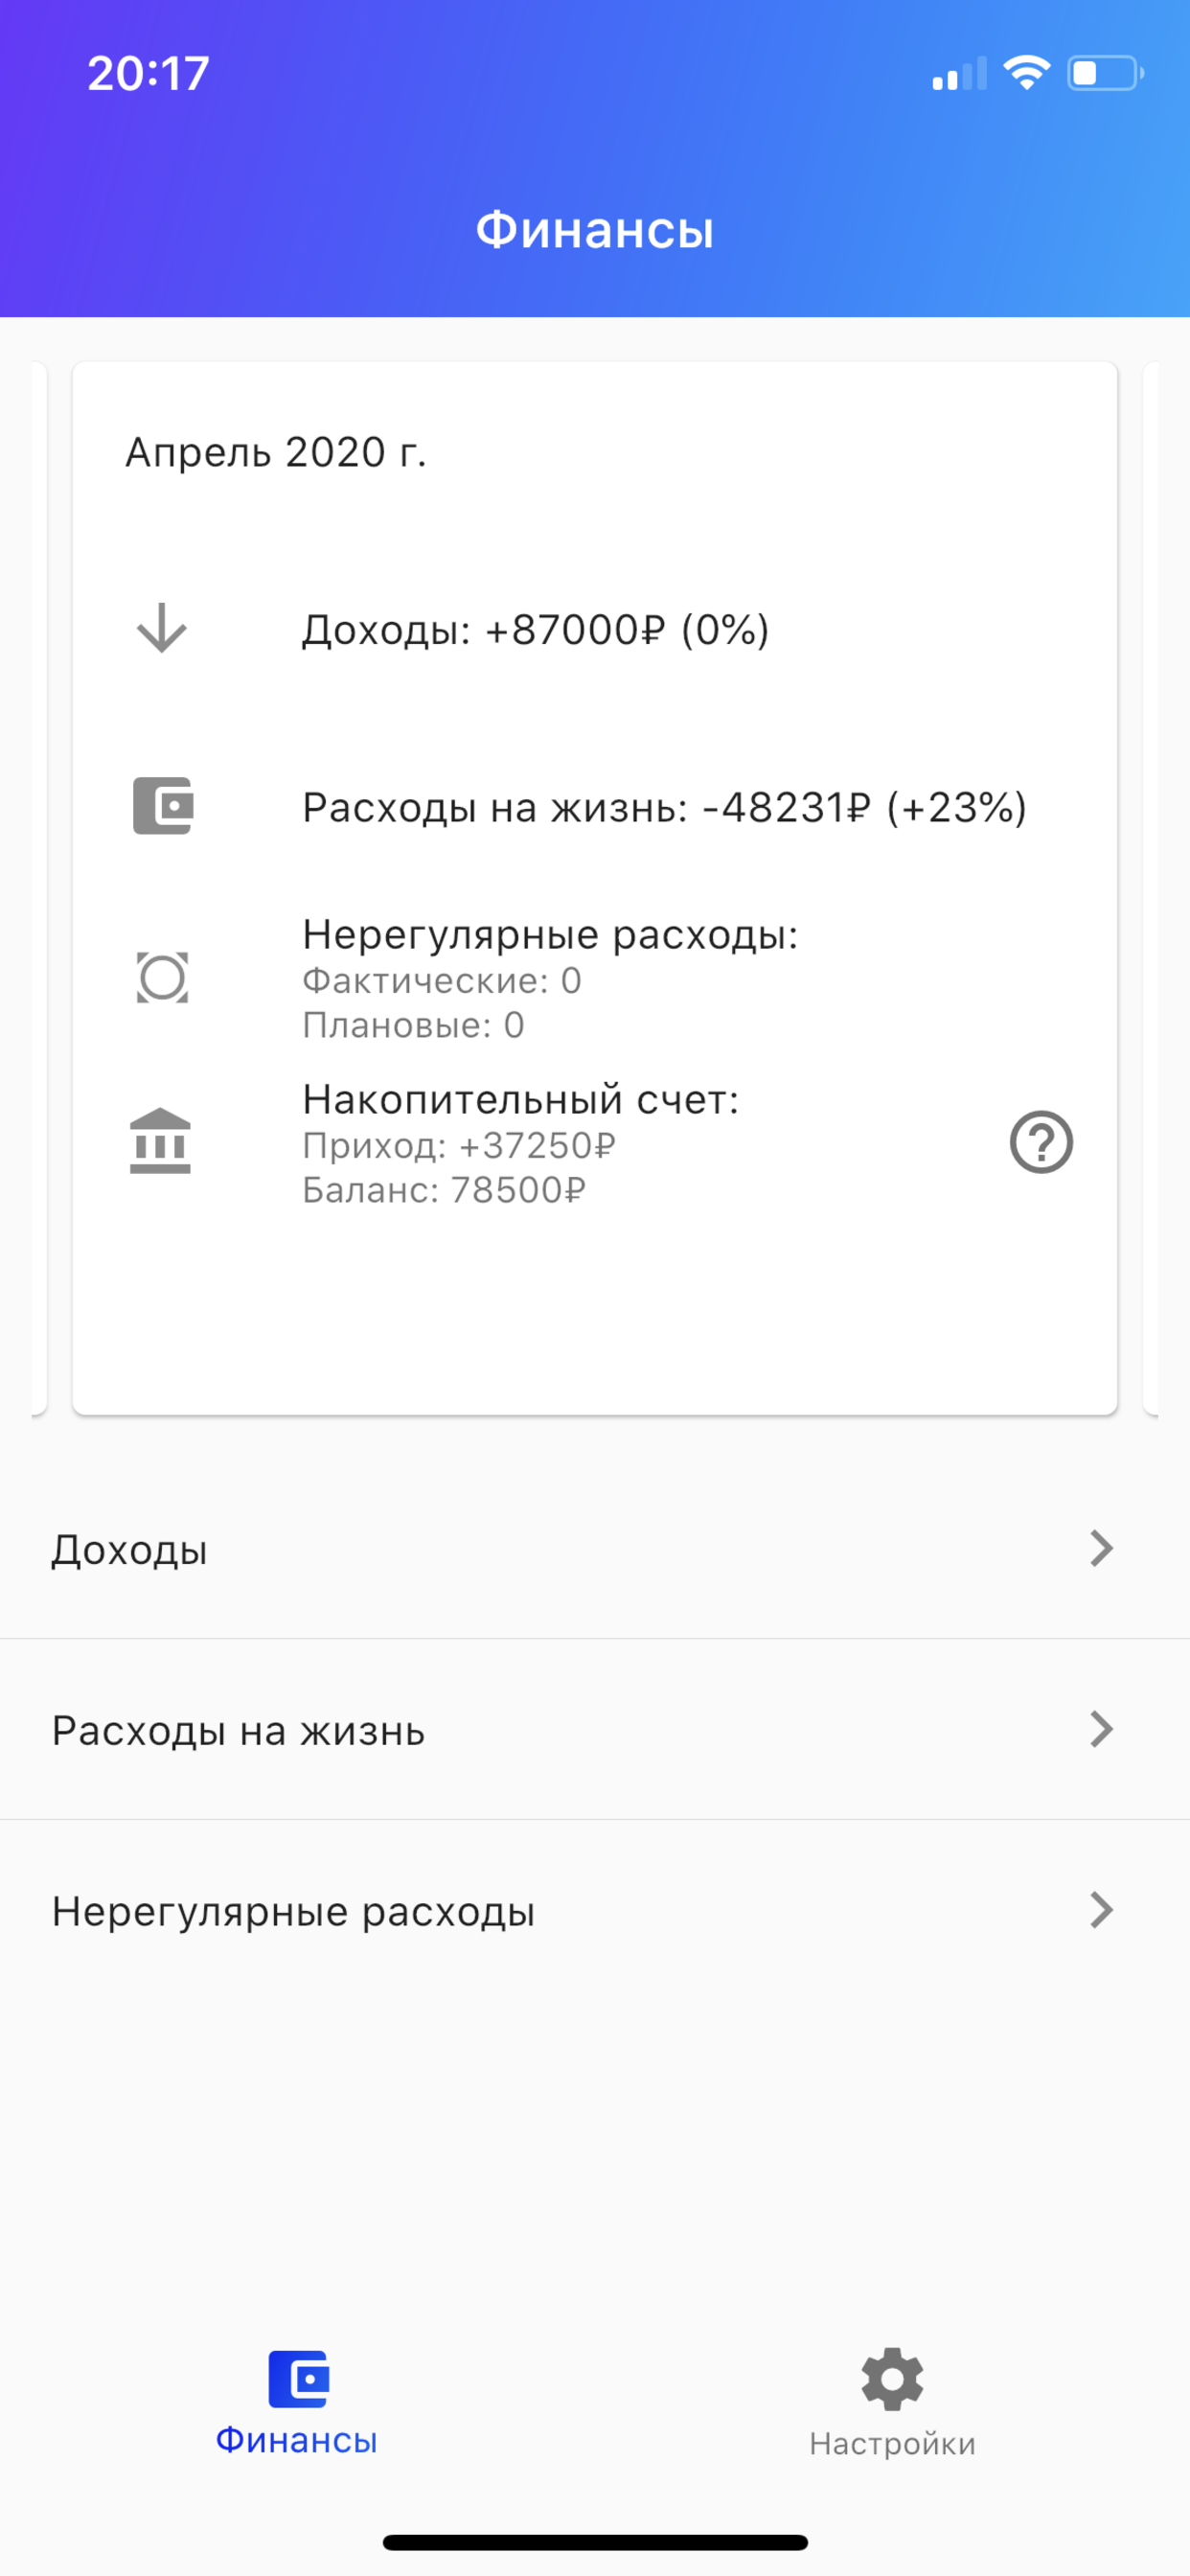 20:17
Финансы
Апрель 2020 г.
Доходы: +87000₽ (0%)
Расходы на жизнь: -48231₽ (+23%)
Нерегулярные расходы:
Фактические: 0
Плановые: 0
Накопительный счет:
Приход: +37250₽
Баланс: 78500₽
Доходы
Расходы на жизнь
Нерегулярные расходы
Финансы
Настройки